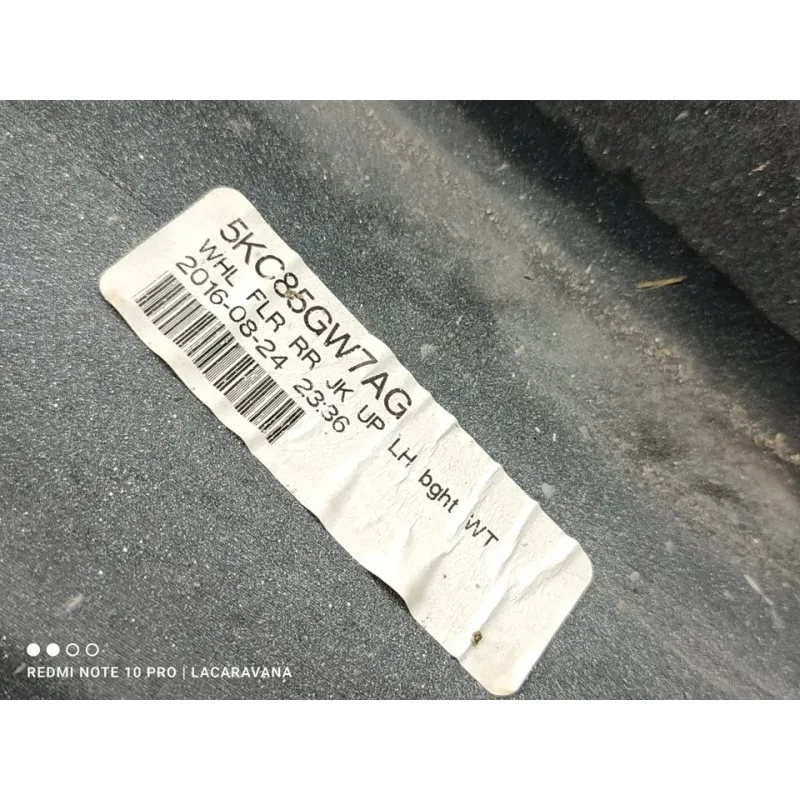 5KC85GW7AG
WHL FLR RR JK UP LH bght WT
2016-08-24 23:36
REDMI NOTE 10 PRO | LACARAVANA